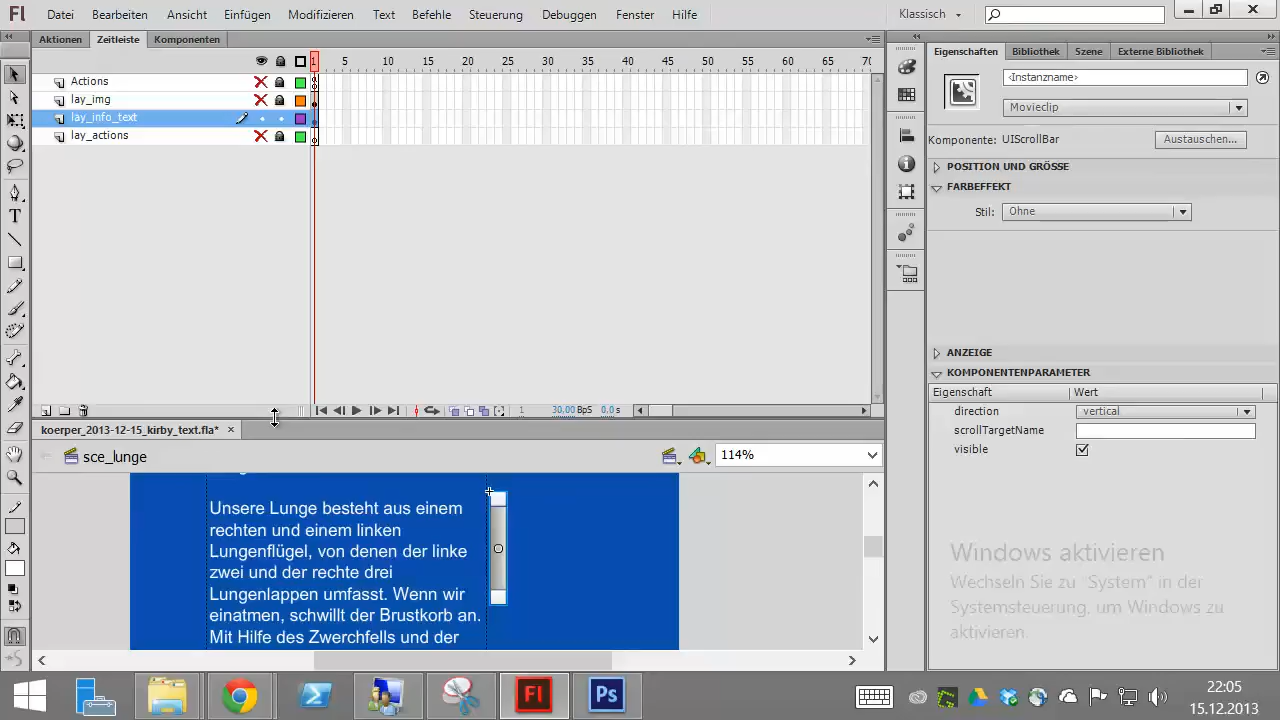 Fl Datei Bearbeiten Ansicht Einfügen Modifizieren Text Befehle Steuerung Debuggen Fenster Hilfe Klassisch
Aktionen Zeitleiste Komponenten
1 5 10 15 20 25 30 35 40 45 50 55 60 65 70
Actions
lay_img
lay_info_text
lay_actions
1 30.00 BpS 0.0 s
koerper_2013-12-15_kirby_text.fla* ×
sce_lunge 114%
Unsere Lunge besteht aus einem
rechten und einem linken
Lungenflügel, von denen der linke
zwei und der rechte drei
Lungenlappen umfasst. Wenn wir
einatmen, schwillt der Brustkorb an.
Mit Hilfe des Zwerchfells und der
Eigenschaften Bibliothek Szene Externe Bibliothek
<Instanzname>
Movieclip
Komponente: UIScrollBar Austauschen...
POSITION UND GRÖSSE
FARBEFFEKT
Stil: Ohne
ANZEIGE
KOMPONENTENPARAMETER
Eigenschaft Wert
direction vertical
scrollTargetName
visible
Windows aktivieren
Wechseln Sie zu "System" in der
Systemsteuerung, um Windows zu
aktivieren.
Fl Ps
22:05
15.12.2013